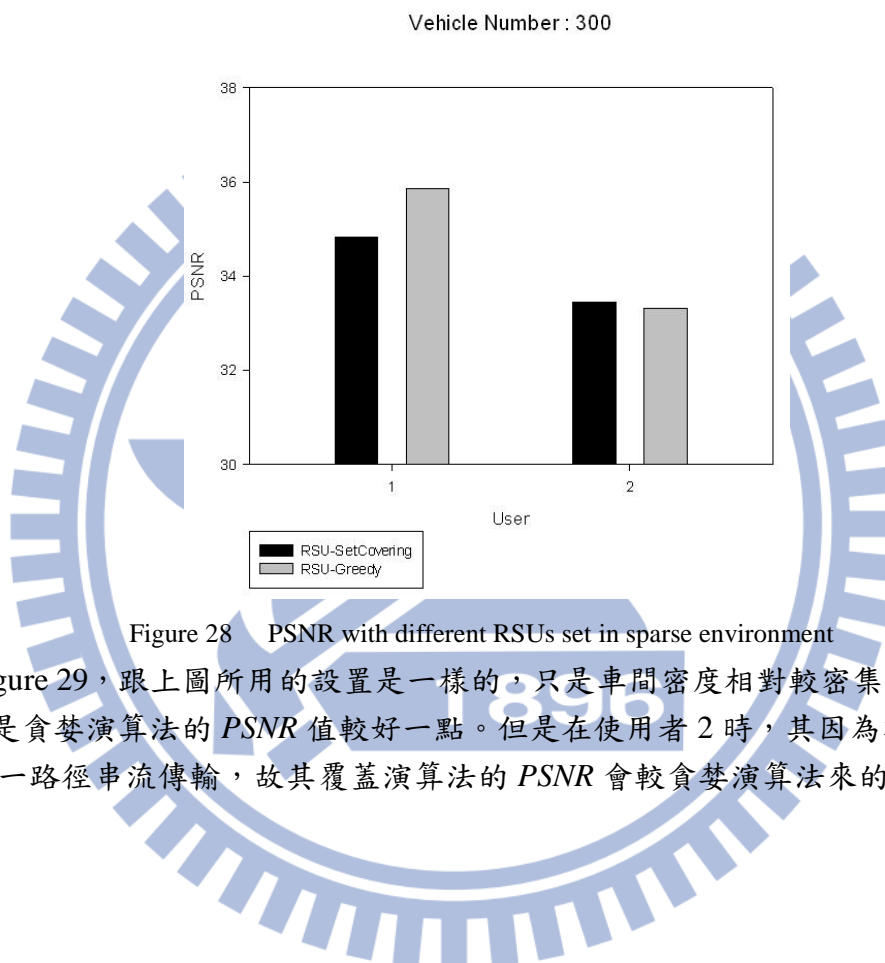 Vehicle Number : 300
38
36
34
32
30
PSNR
1
2
User
RSU-SetCovering
RSU-Greedy
Figure 28 PSNR with different RSUs set in sparse environment
gure 29，跟上圖所用的設置是一樣的，只是車間密度相對較密集
是貪婪演算法的 PSNR 值較好一點。但是在使用者 2 時，其因為
一路徑串流傳輸，故其覆蓋演算法的 PSNR 會較貪婪演算法來的
1896